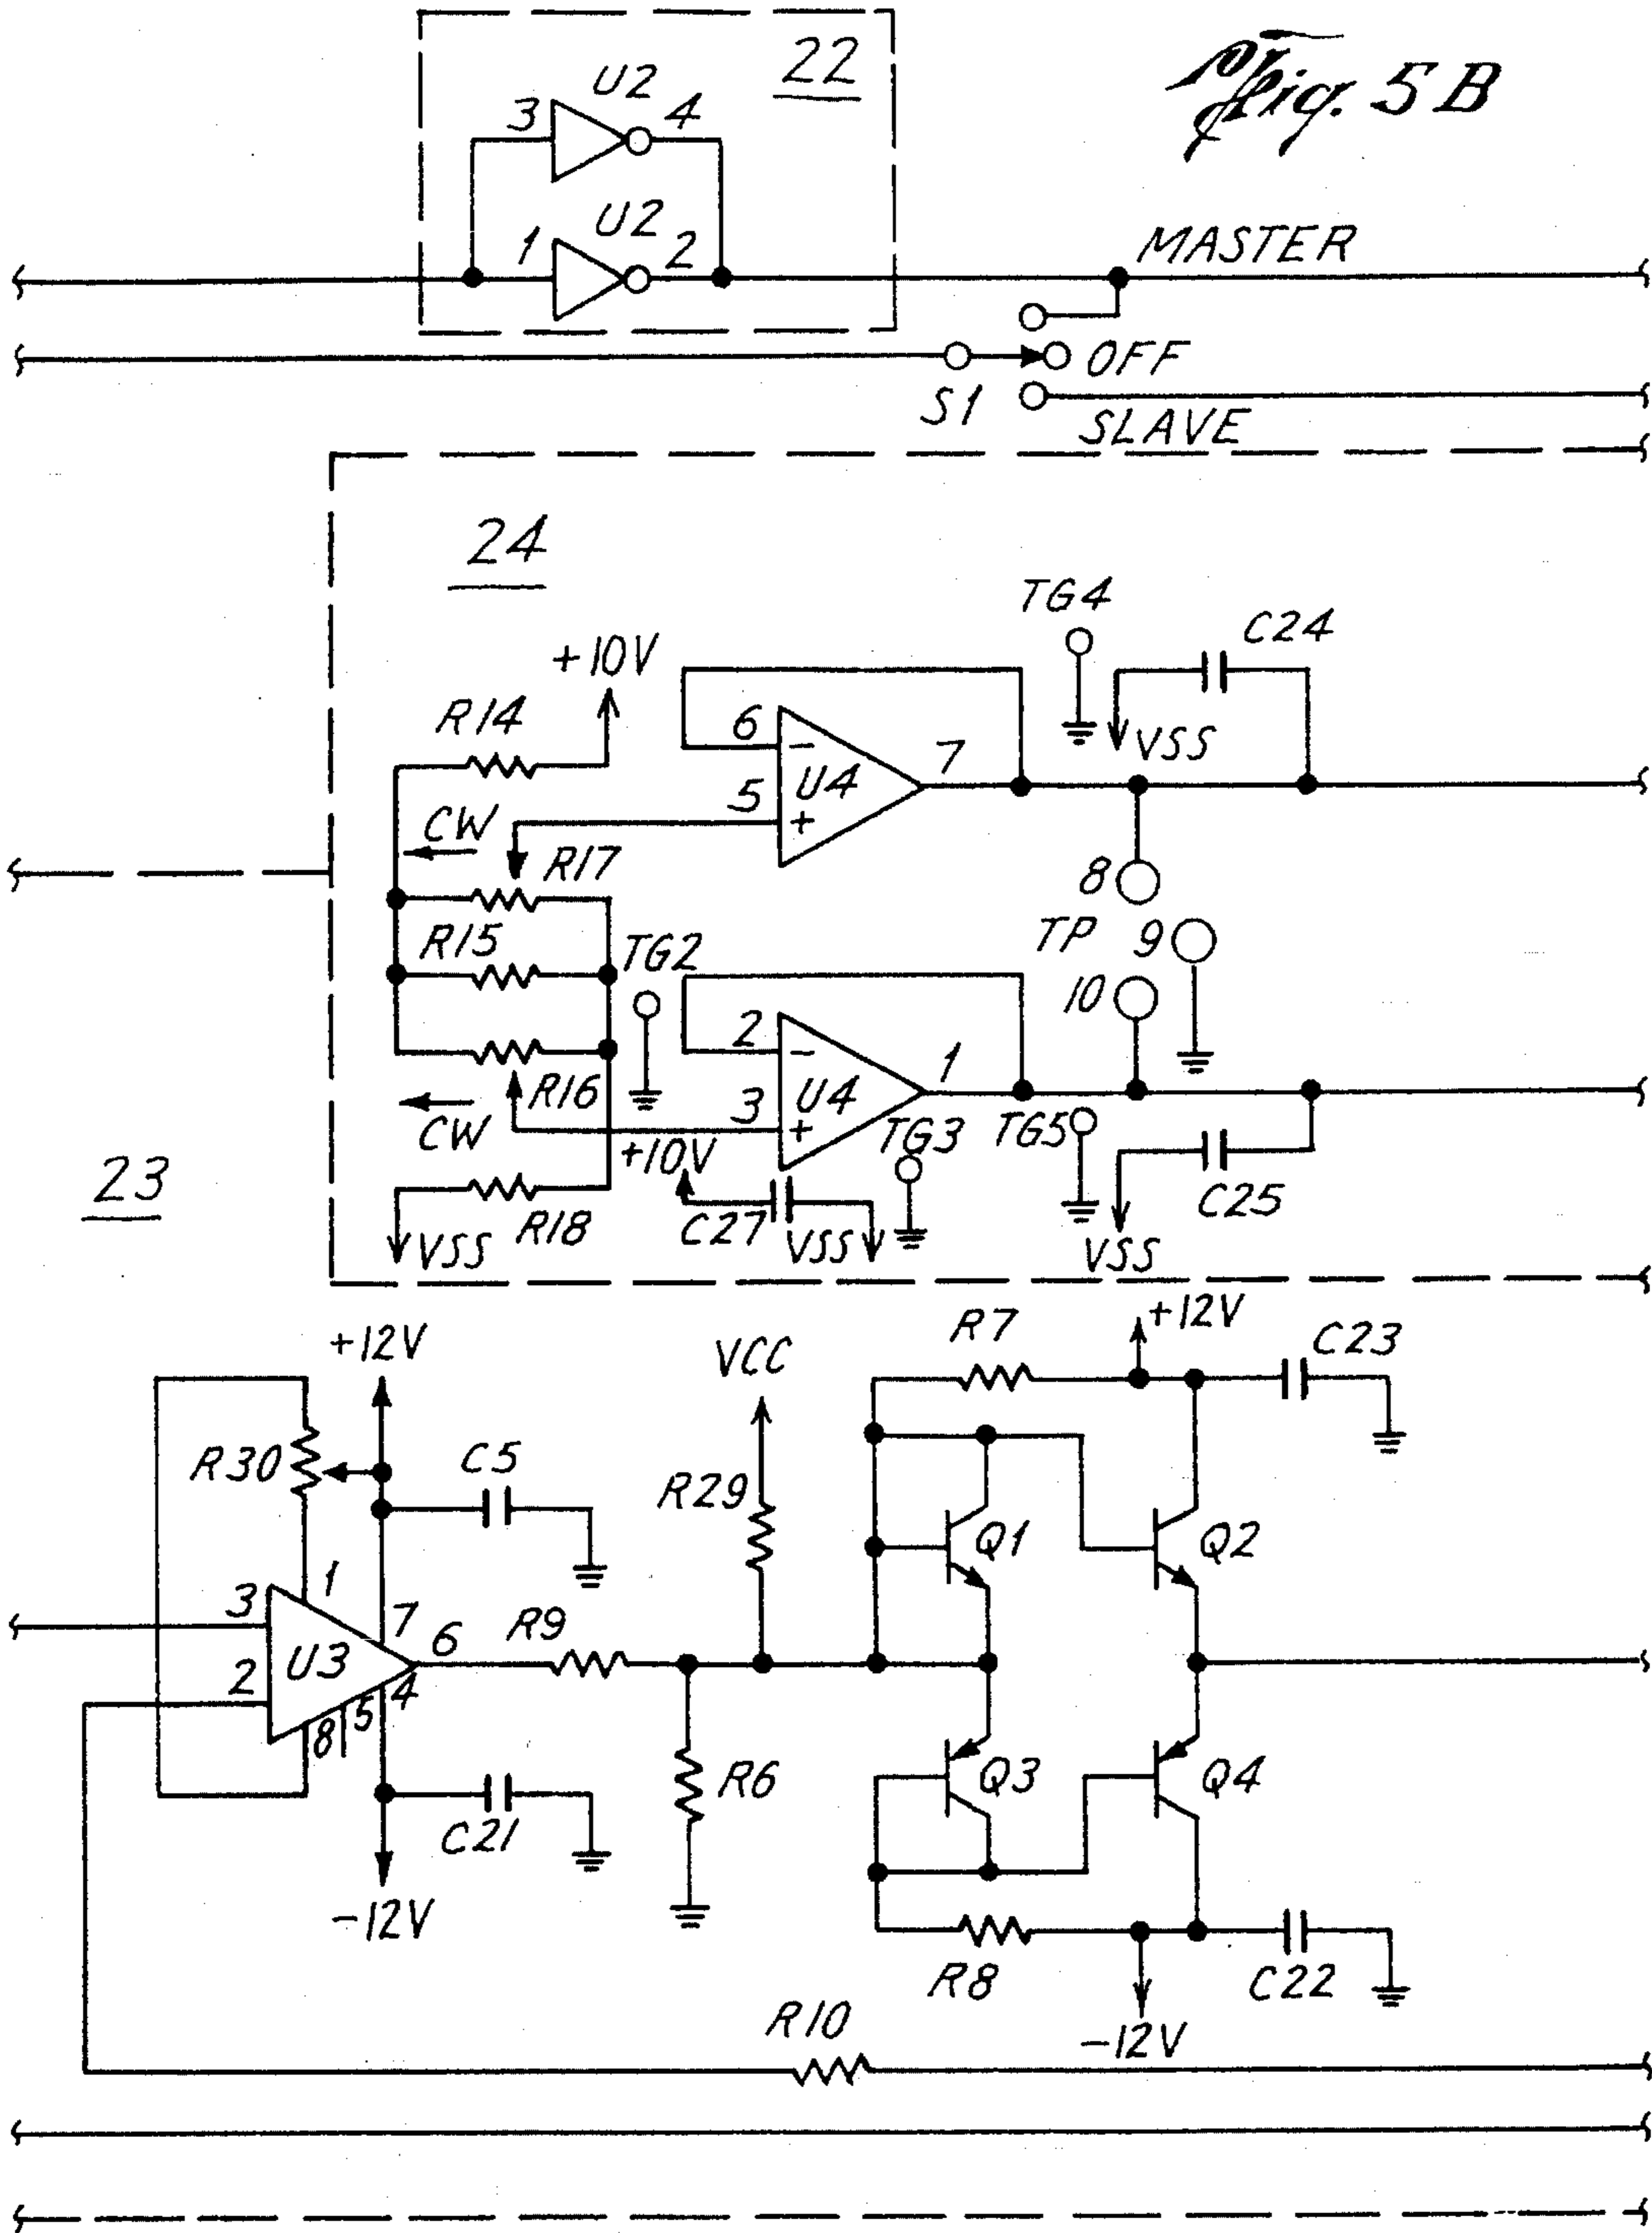 Fig. 5B
22
U2
3 4
U2
1 2
MASTER
OFF
S1
SLAVE
24
TG4
C24
+10V
R14
6
7
VSS
U4
5
CW
R17
8
R15
TG2
TP 9
10
2
1
R16
U4
3
CW
+10V
TG3
TG5
23
C25
R18
C27
VSS
VSS
VSS
R7
+12V
+12V
VCC
C23
C5
R30
R29
Q1
Q2
1
3
7
R9
6
U3
2
4
5
8
R6
Q3
Q4
C21
-12V
R8
C22
R10
-12V